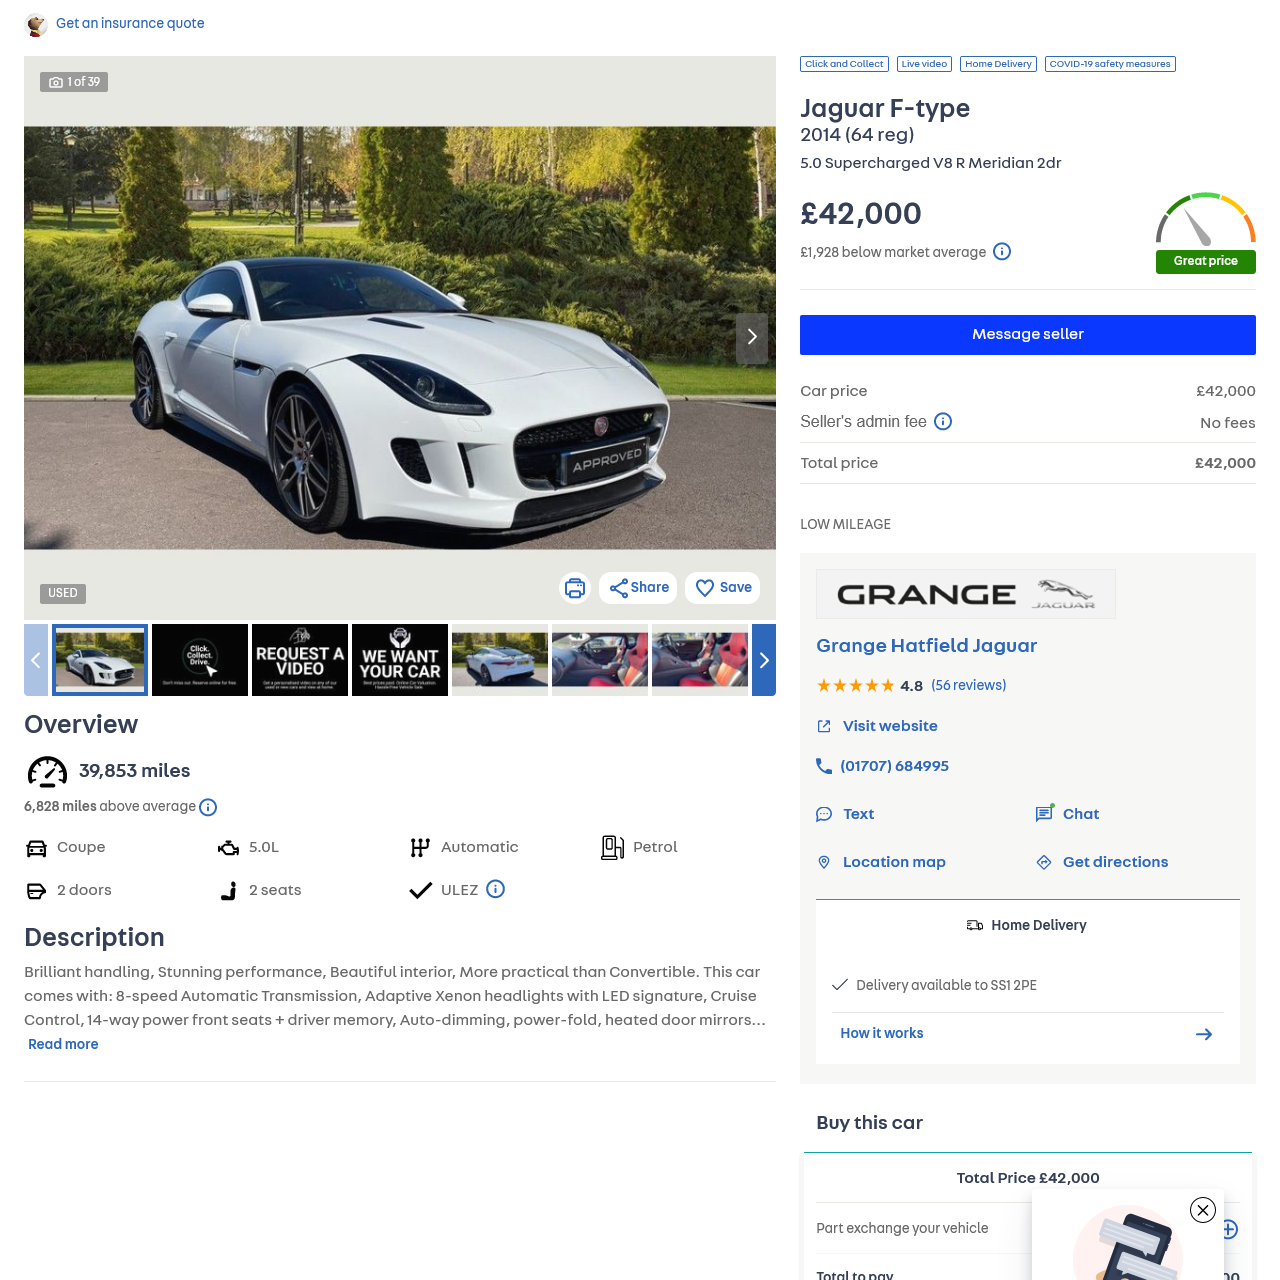 Get an insurance quote
1 of 39
APPROVED
USED
Share
Save
Click. Collect. Drive.
Don't miss out. Reserve online for free
REQUEST A VIDEO
WE WANT YOUR CAR
Overview
39,853 miles
6,828 miles above average
Coupe
5.0L
Automatic
Petrol
2 doors
2 seats
ULEZ
Description
Brilliant handling, Stunning performance, Beautiful interior, More practical than Convertible. This car
comes with: 8-speed Automatic Transmission, Adaptive Xenon headlights with LED signature, Cruise
Control, 14-way power front seats + driver memory, Auto-dimming, power-fold, heated door mirrors...
Read more
Click and Collect
Live video
Home Delivery
COVID-19 safety measures
Jaguar F-type
2014 (64 reg)
5.0 Supercharged V8 R Meridian 2dr
£42,000
£1,928 below market average
Great price
Message seller
Car price £42,000
Seller's admin fee No fees
Total price £42,000
LOW MILEAGE
GRANGE JAGUAR
Grange Hatfield Jaguar
4.8 (56 reviews)
Visit website
(01707) 684995
Text
Chat
Location map
Get directions
Home Delivery
Delivery available to SS1 2PE
How it works
Buy this car
Total Price £42,000
Part exchange your vehicle
Total to pay